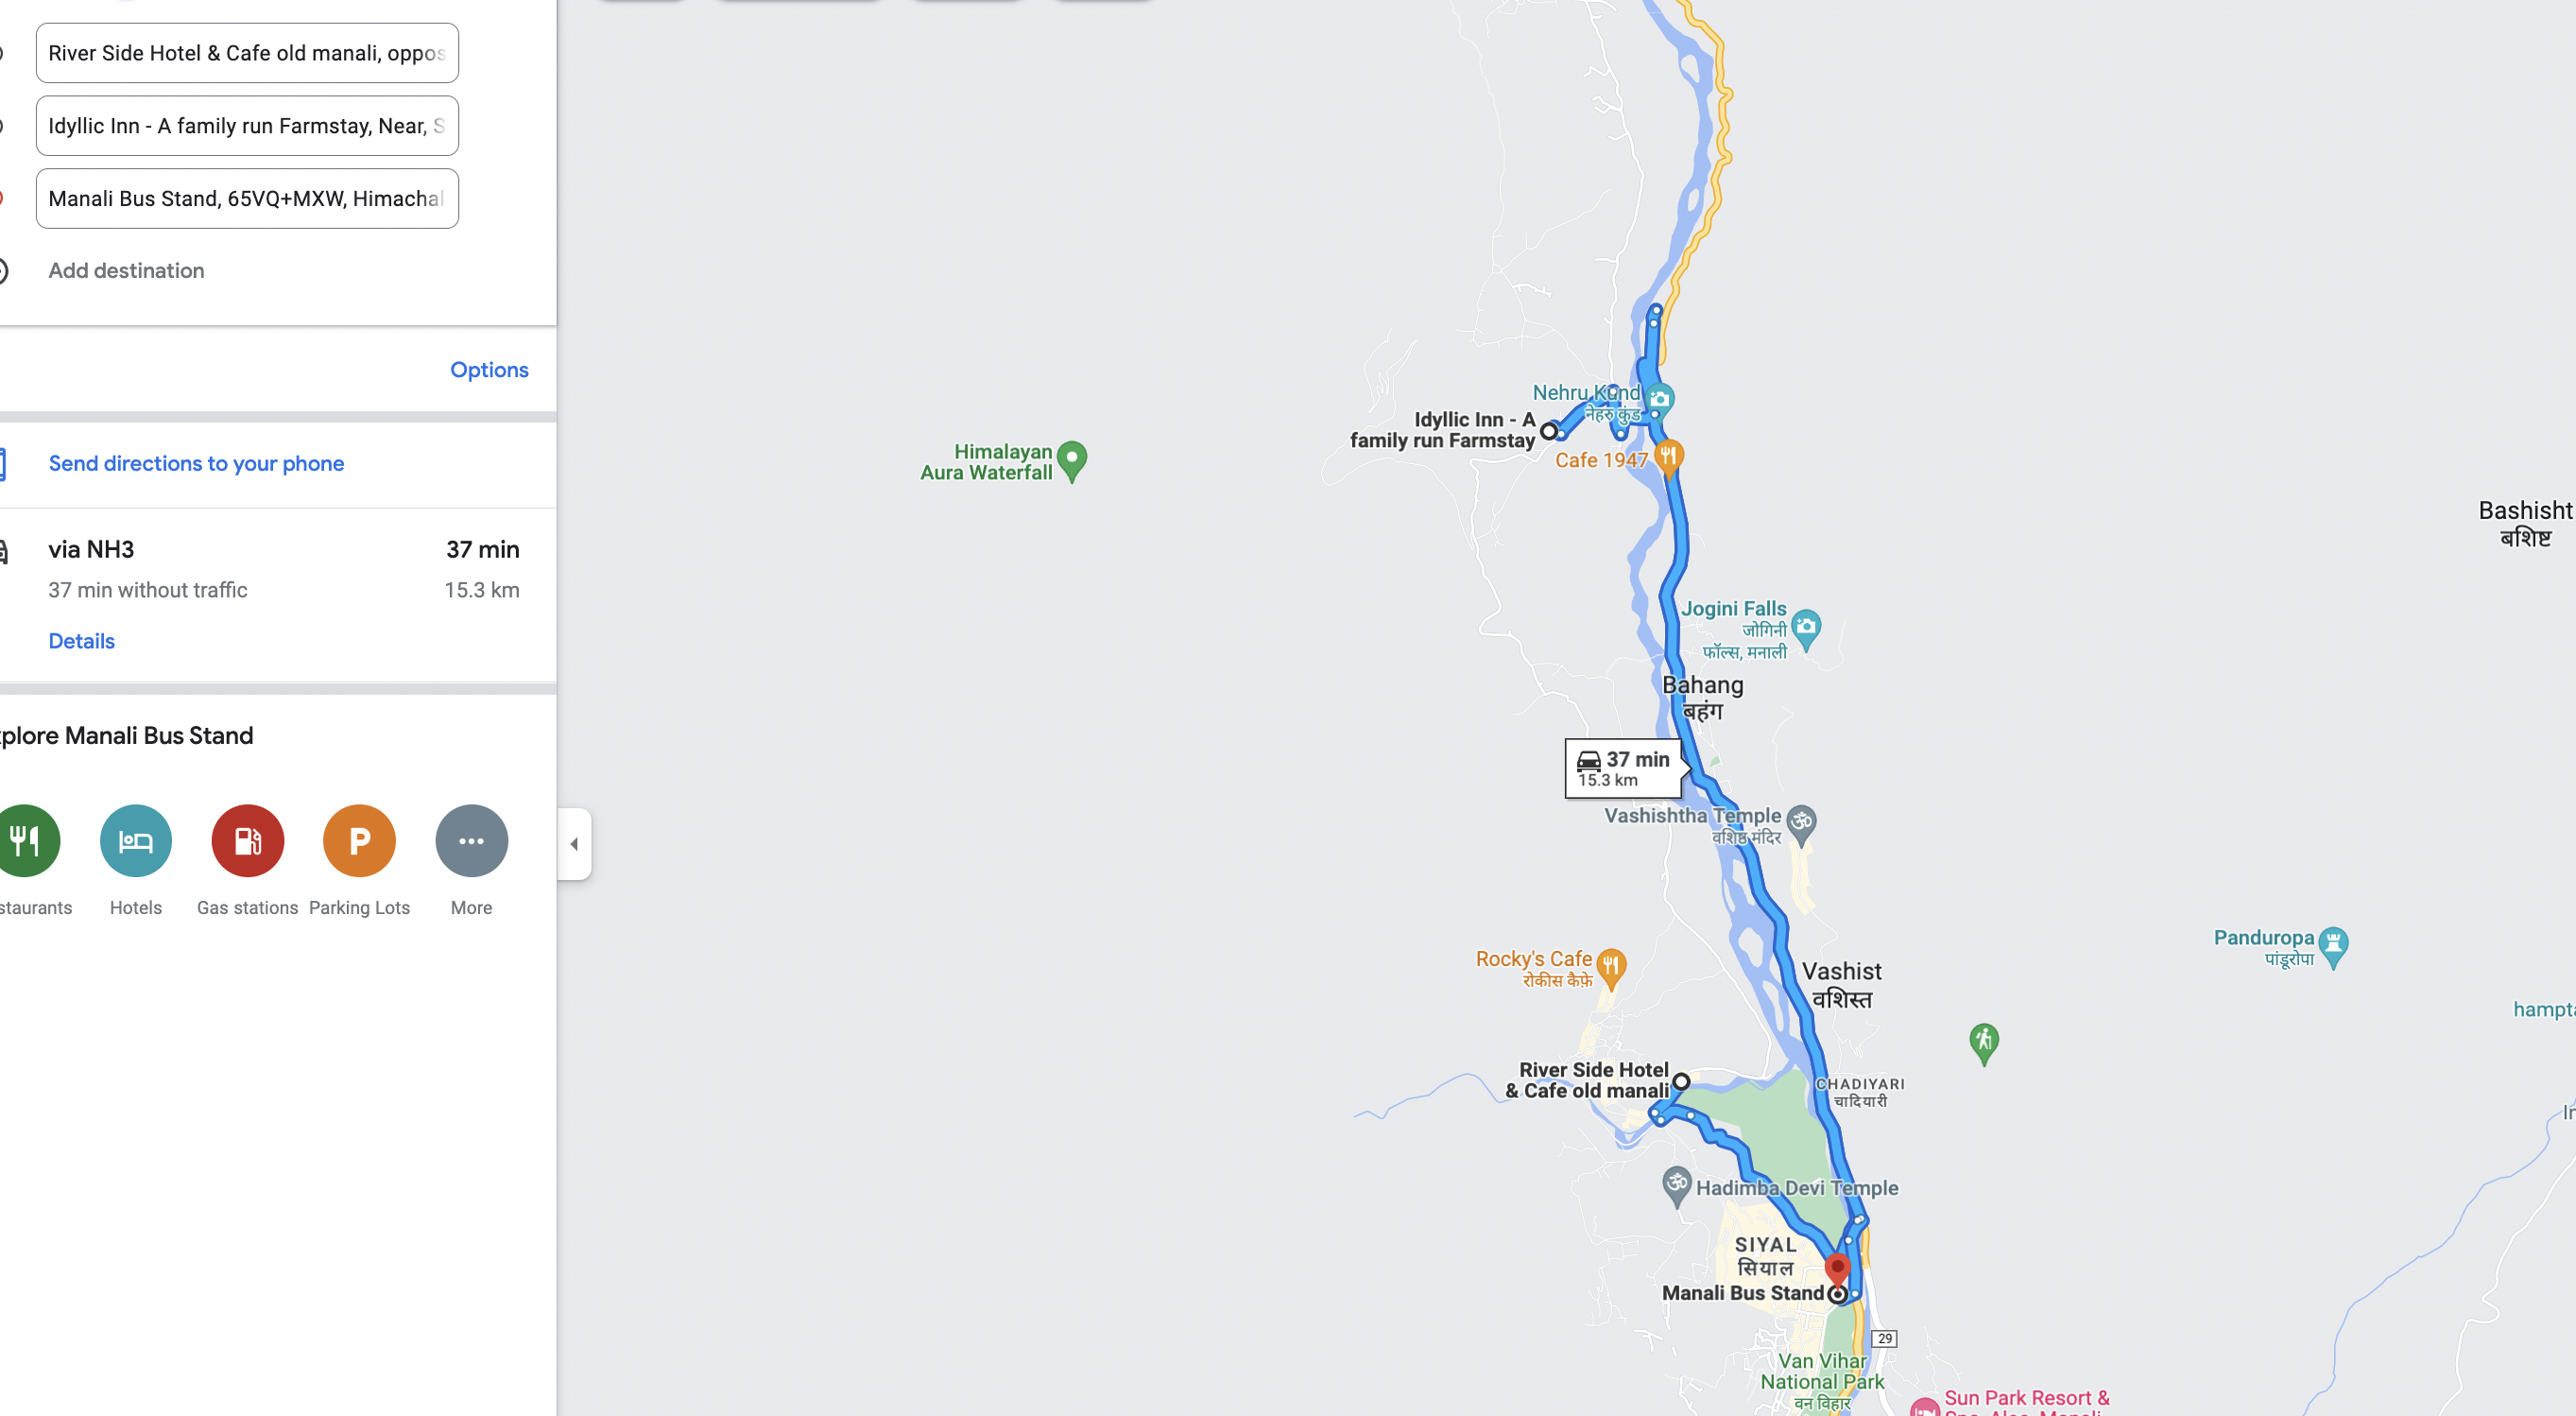 River Side Hotel & Cafe old manali, oppos
Idyllic Inn - A family run Farmstay, Near, S
Manali Bus Stand, 65VQ+MXW, Himachal
Add destination
Options
Send directions to your phone
via NH3
37 min
37 min without traffic
15.3 km
Details
xplore Manali Bus Stand
staurants
Hotels
Gas stations
P
Parking Lots
More
Nehru Kund
नेहरु कुंड
Idyllic Inn - A
family run Farmstay
Cafe 1947
Himalayan
Aura Waterfall
Bashisht
बशिष्ट
Jogini Falls
जोगिनी
फॉल्स, मनाली
Bahang
बहंग
37 min
15.3 km
Vashishtha Temple
वशिष्ठ मंदिर
Rocky's Cafe
रोकीस कैफ़े
Vashist
वशिस्त
Panduropa
पांडूरोपा
hampta
River Side Hotel
& Cafe old manali
CHADIYARI
चादियारी
In
Hadimba Devi Temple
SIYAL
सियाल
Manali Bus Stand
29
Van Vihar
National Park
वन विहार
Sun Park Resort &
Spa, Aleo, Manali